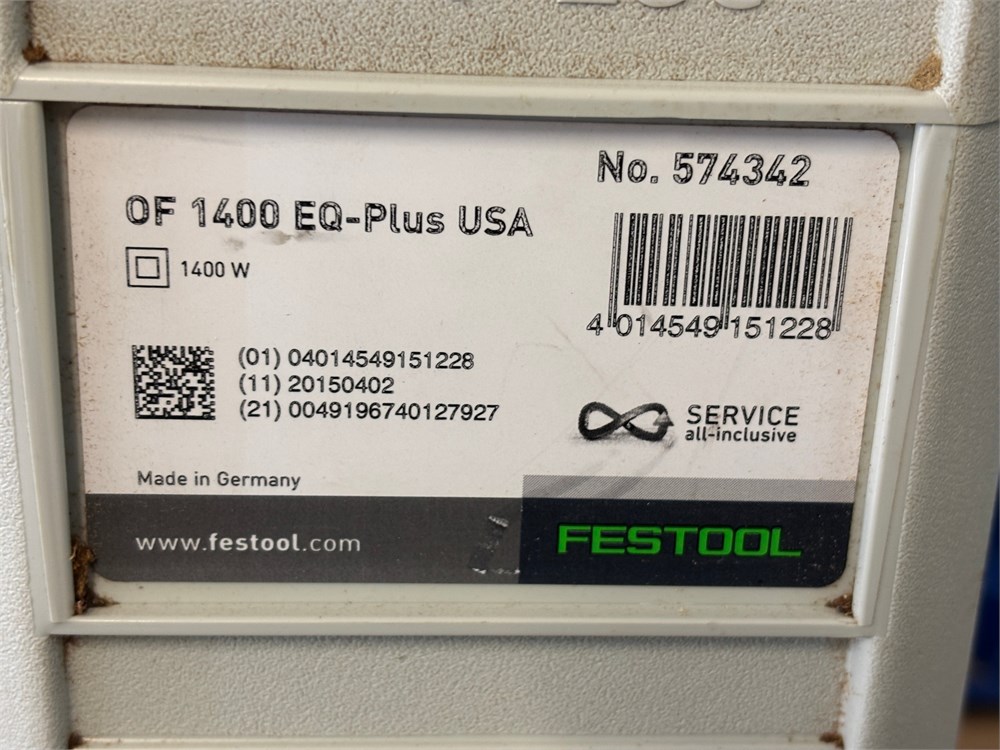 No. 574342
OF 1400 EQ-Plus USA
1400 W
4 014549 151228
(01) 04014549151228
(11) 20150402
(21) 0049196740127927
SERVICE
all-inclusive
Made in Germany
www.festool.com
FESTOOL